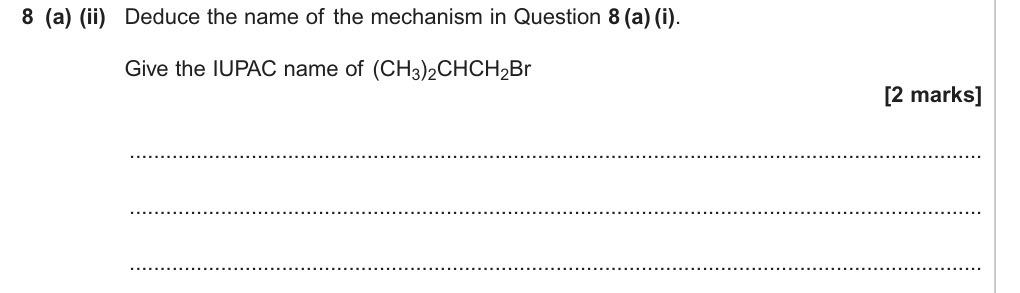 8 (a) (ii) Deduce the name of the mechanism in Question 8 (a) (i).
Give the IUPAC name of (CH₃)₂CHCH₂Br
[2 marks]